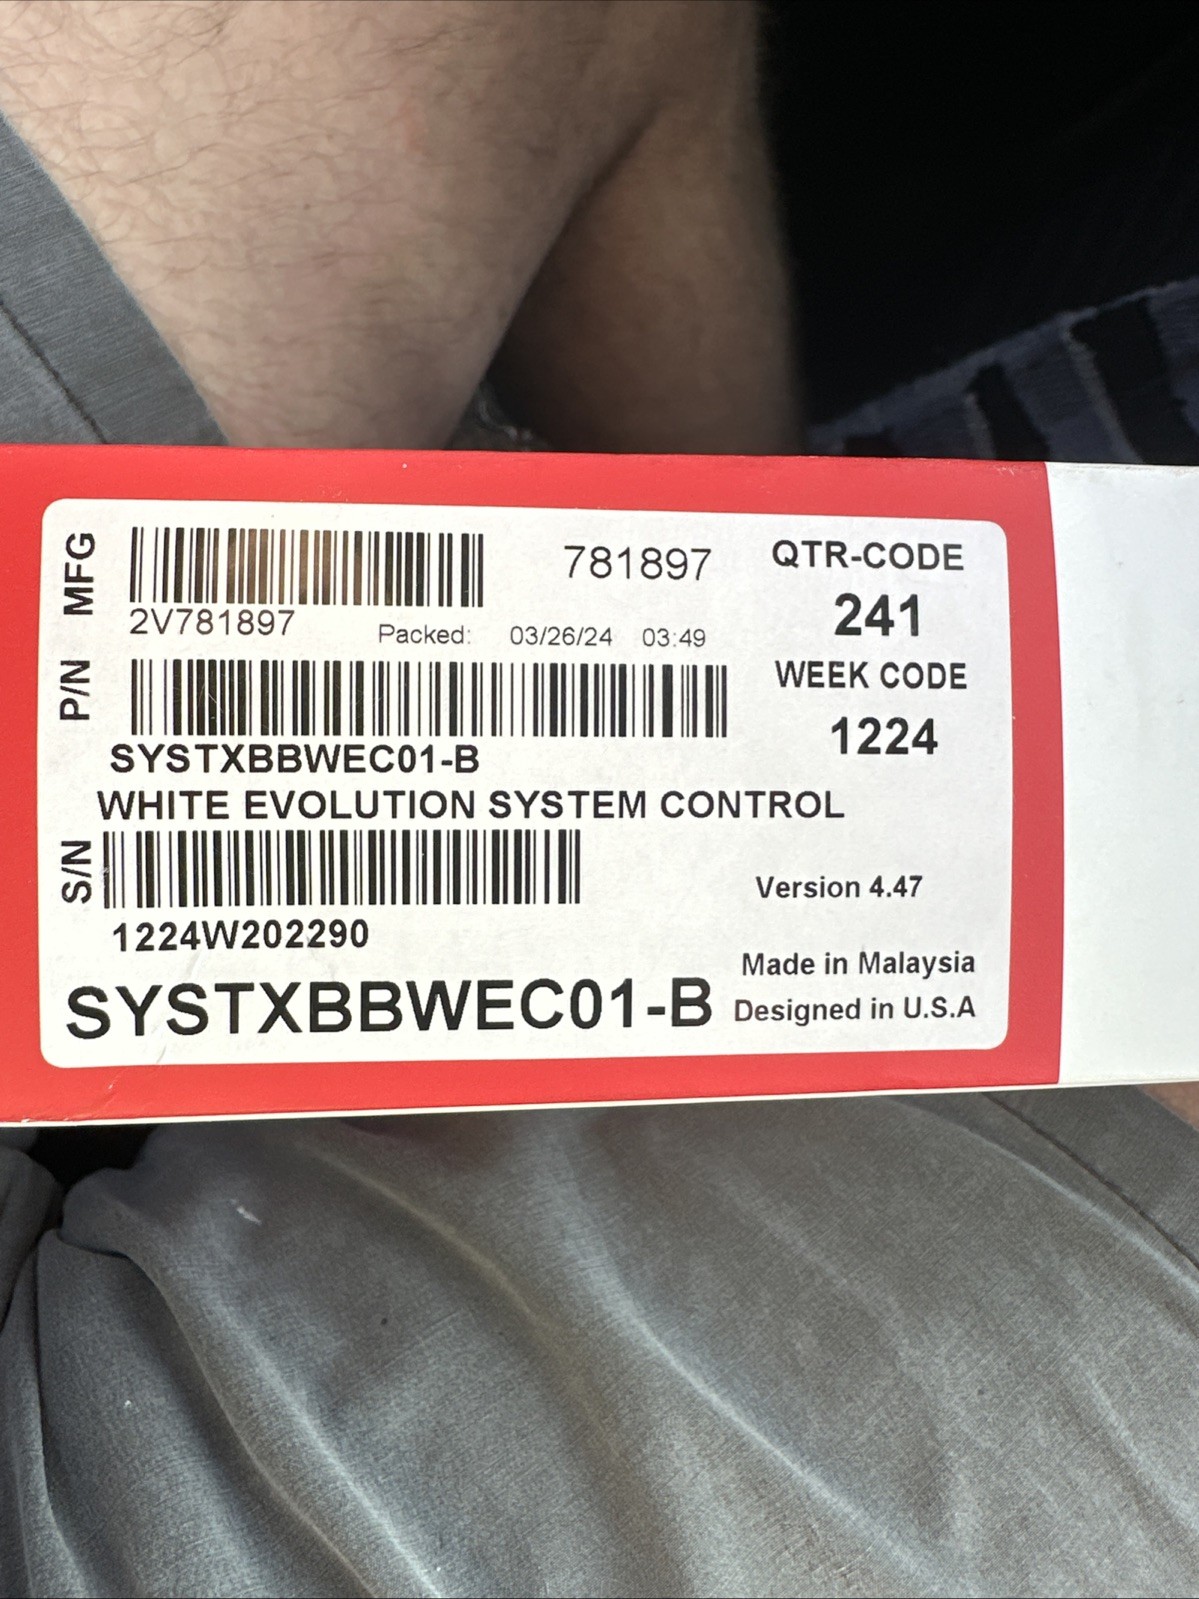 MFG
781897
QTR-CODE
2V781897
241
Packed: 03/26/24 03:49
P/N
WEEK CODE
1224
SYSTXBBWEC01-B
WHITE EVOLUTION SYSTEM CONTROL
S/N
Version 4.47
1224W202290
Made in Malaysia
SYSTXBBWEC01-B
Designed in U.S.A